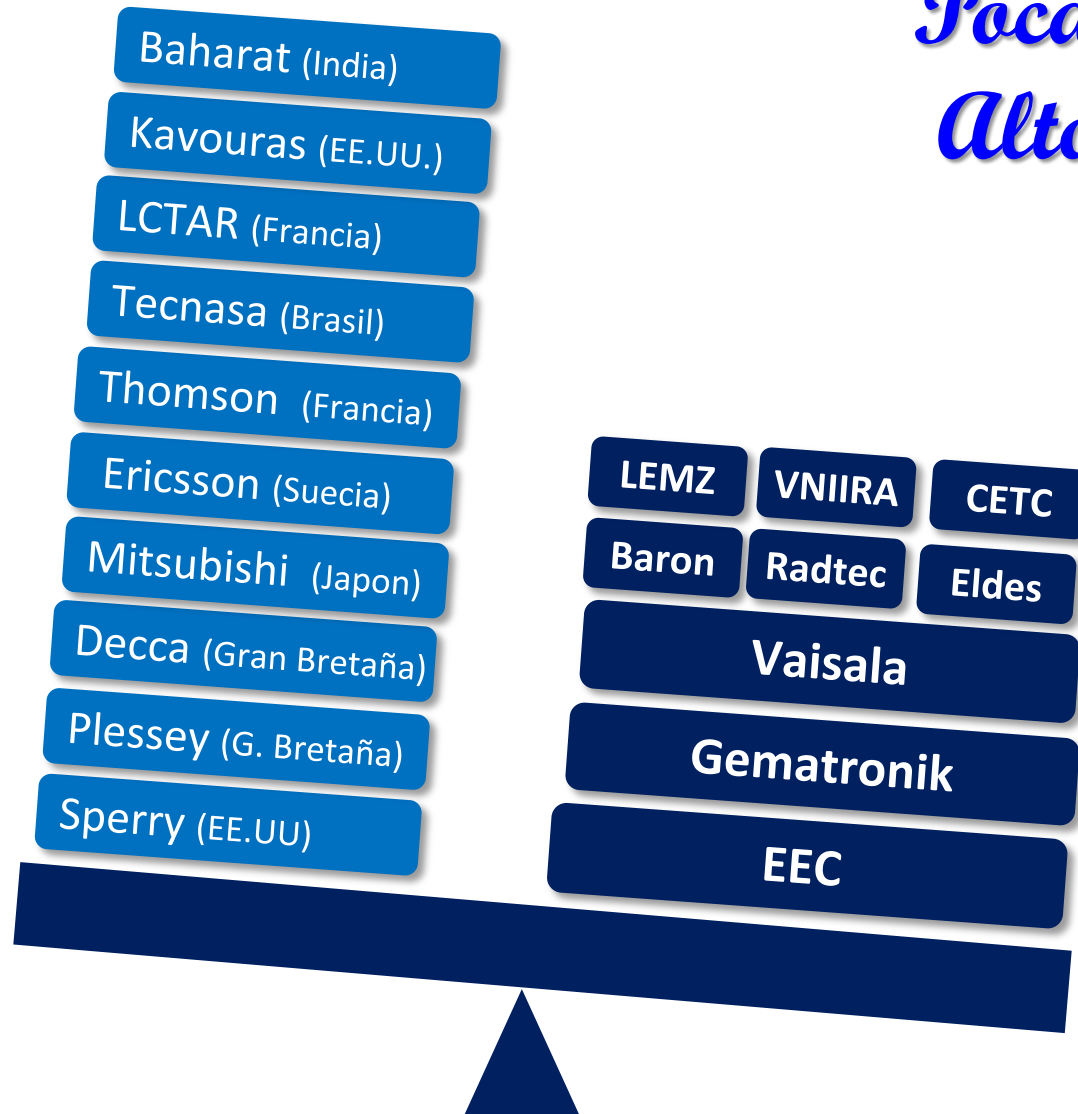 Baharat (India)
Kavouras (EE.UU.)
LCTAR (Francia)
Tecnasa (Brasil)
Thomson (Francia)
Ericsson (Suecia)
Mitsubishi (Japon)
Decca (Gran Bretaña)
Plessey (G. Bretaña)
Sperry (EE.UU)
LEMZ VNIIRA CETC
Baron Radtec Eldes
Vaisala
Gematronik
EEC